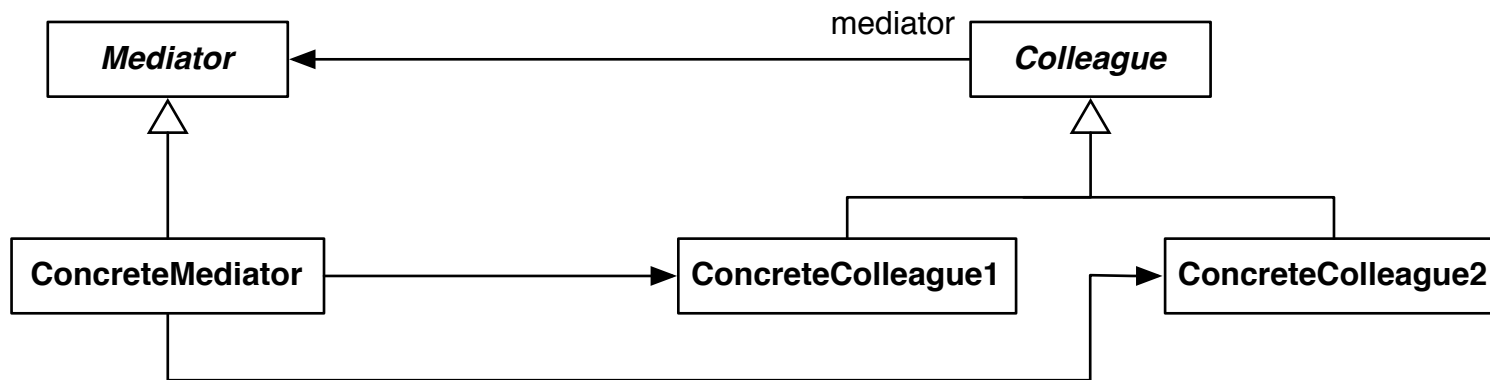 mediator
Mediator
Colleague
ConcreteMediator
ConcreteColleague1
ConcreteColleague2